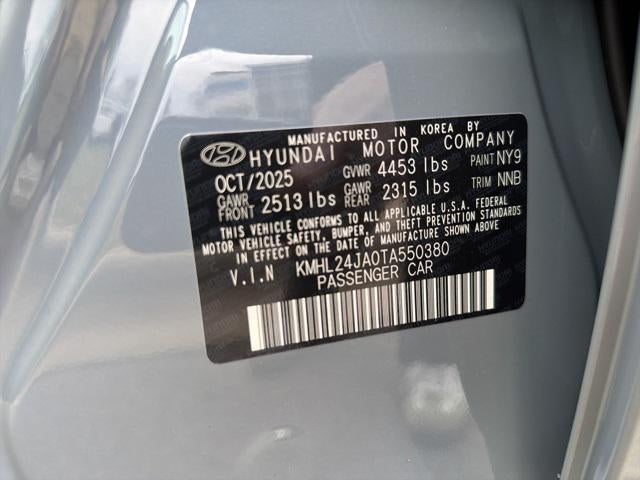 MANUFACTURED IN KOREA BY
HYUNDAI MOTOR COMPANY
OCT/2025 GVWR 4453 lbs PAINT NY9
GAWR FRONT 2513 lbs GAWR REAR 2315 lbs TRIM NNB
THIS VEHICLE CONFORMS TO ALL APPLICABLE U.S.A. FEDERAL
MOTOR VEHICLE SAFETY, BUMPER, AND THEFT PREVENTION STANDARDS
IN EFFECT ON THE DATE OF MANUFACTURE SHOWN ABOVE.
V.I.N KMHL24JA0TA550380
PASSENGER CAR